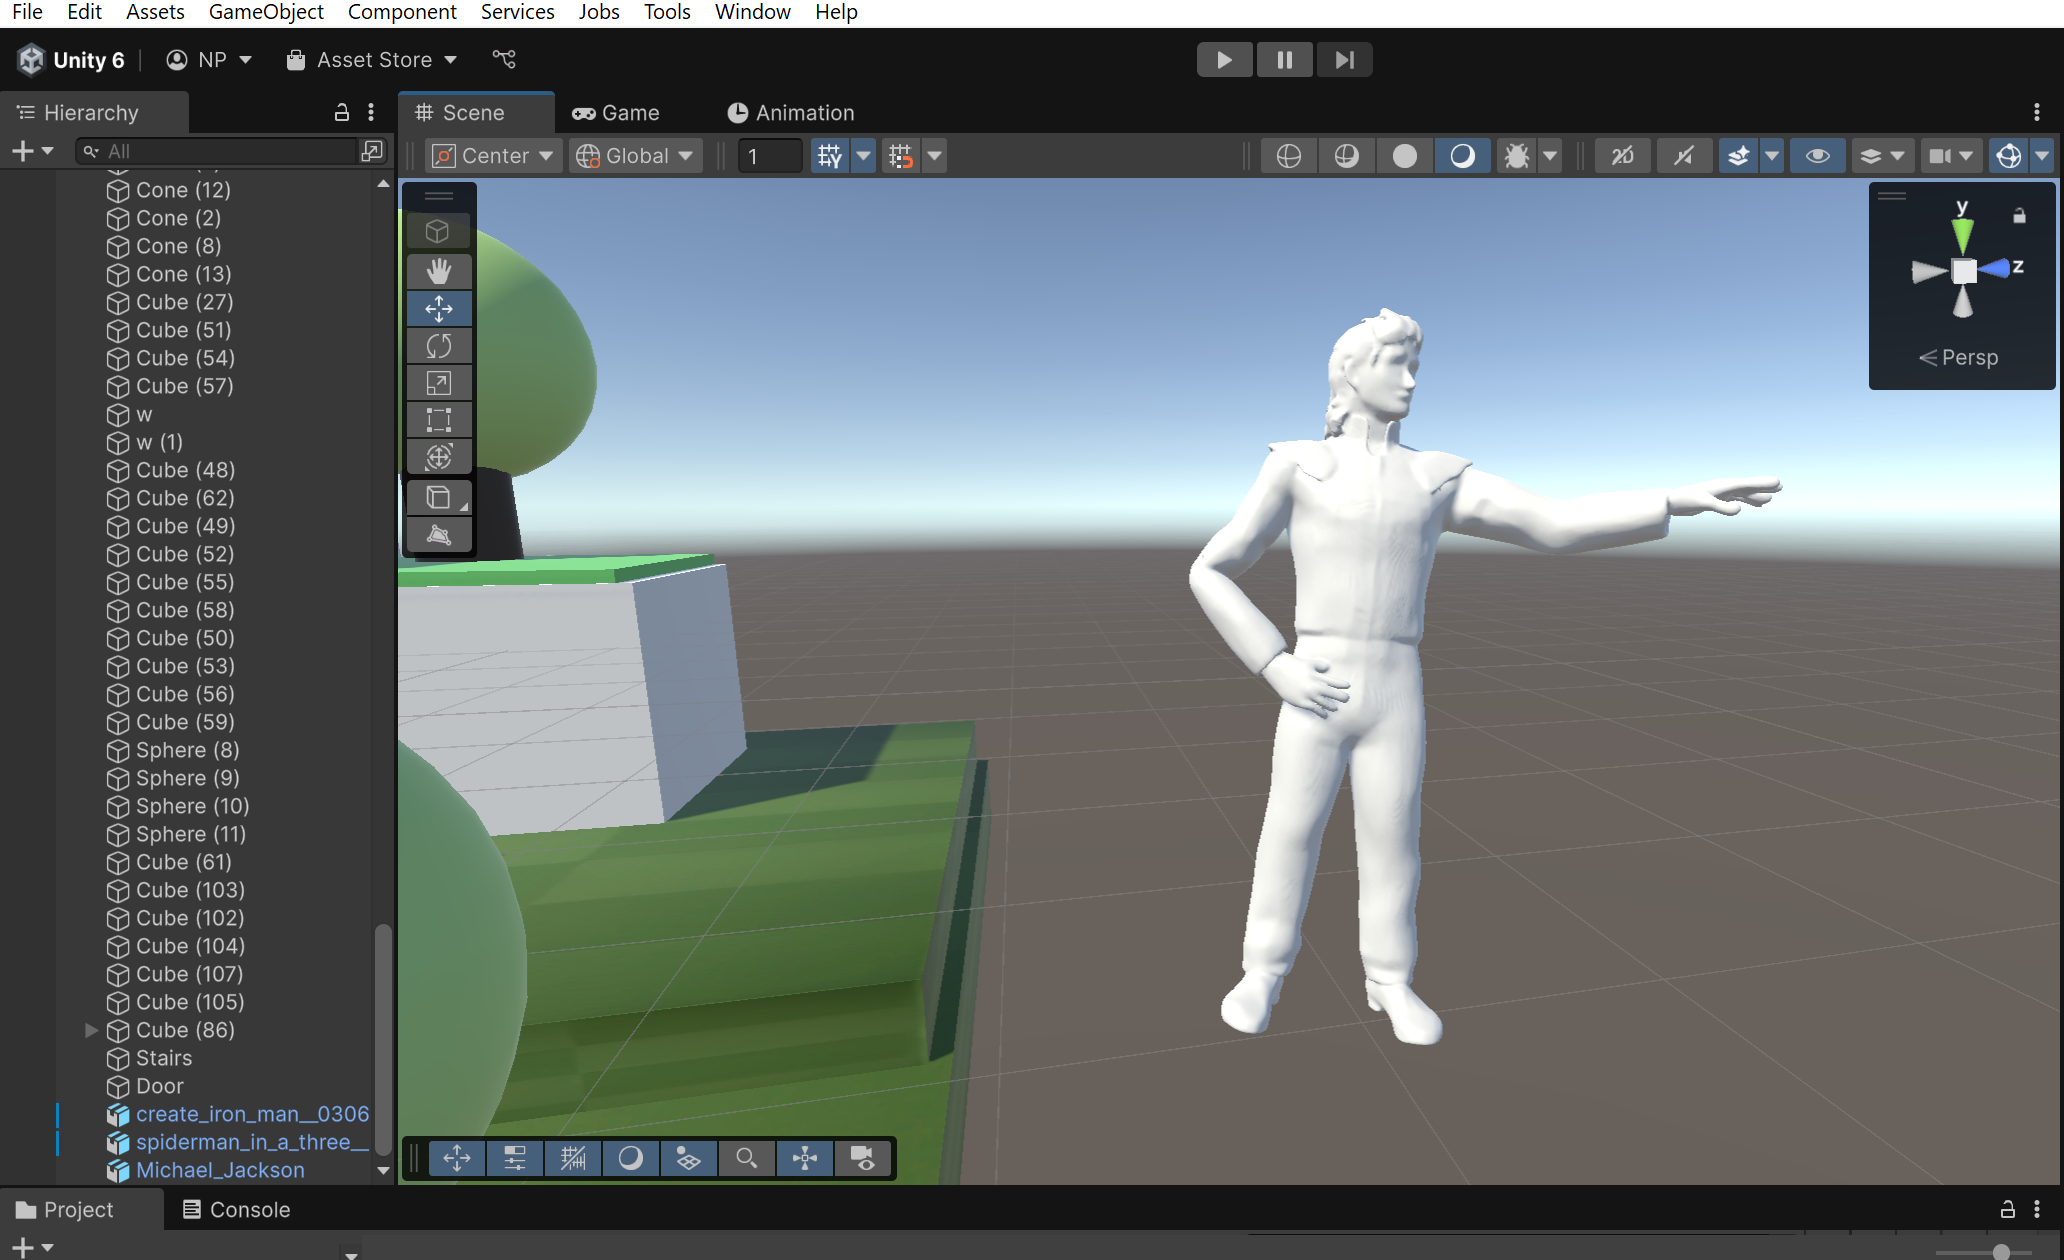 File Edit Assets GameObject Component Services Jobs Tools Window Help
Unity 6 NP Asset Store
Hierarchy
Scene Game Animation
All
Center Global 1 2D
Cone (12)
Cone (2)
Cone (8)
Cone (13)
Cube (27)
Cube (51)
Cube (54)
Cube (57)
w
w (1)
Cube (48)
Cube (62)
Cube (49)
Cube (52)
Cube (55)
Cube (58)
Cube (50)
Cube (53)
Cube (56)
Cube (59)
Sphere (8)
Sphere (9)
Sphere (10)
Sphere (11)
Cube (61)
Cube (103)
Cube (102)
Cube (104)
Cube (107)
Cube (105)
Cube (86)
Stairs
Door
create_iron_man__0306
spiderman_in_a_three__
Michael_Jackson
y
z
Persp
Project Console